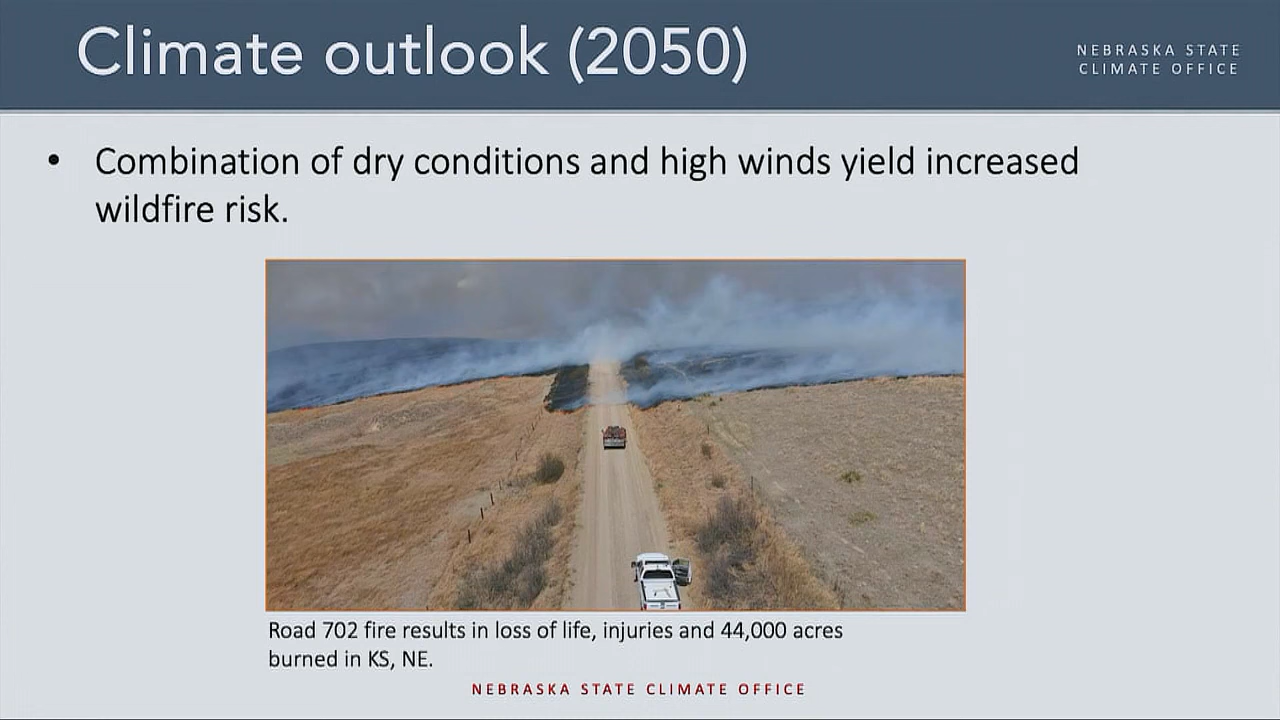 Climate outlook (2050)
NEBRASKA STATE
CLIMATE OFFICE
• Combination of dry conditions and high winds yield increased
wildfire risk.
Road 702 fire results in loss of life, injuries and 44,000 acres
burned in KS, NE.
NEBRASKA STATE CLIMATE OFFICE